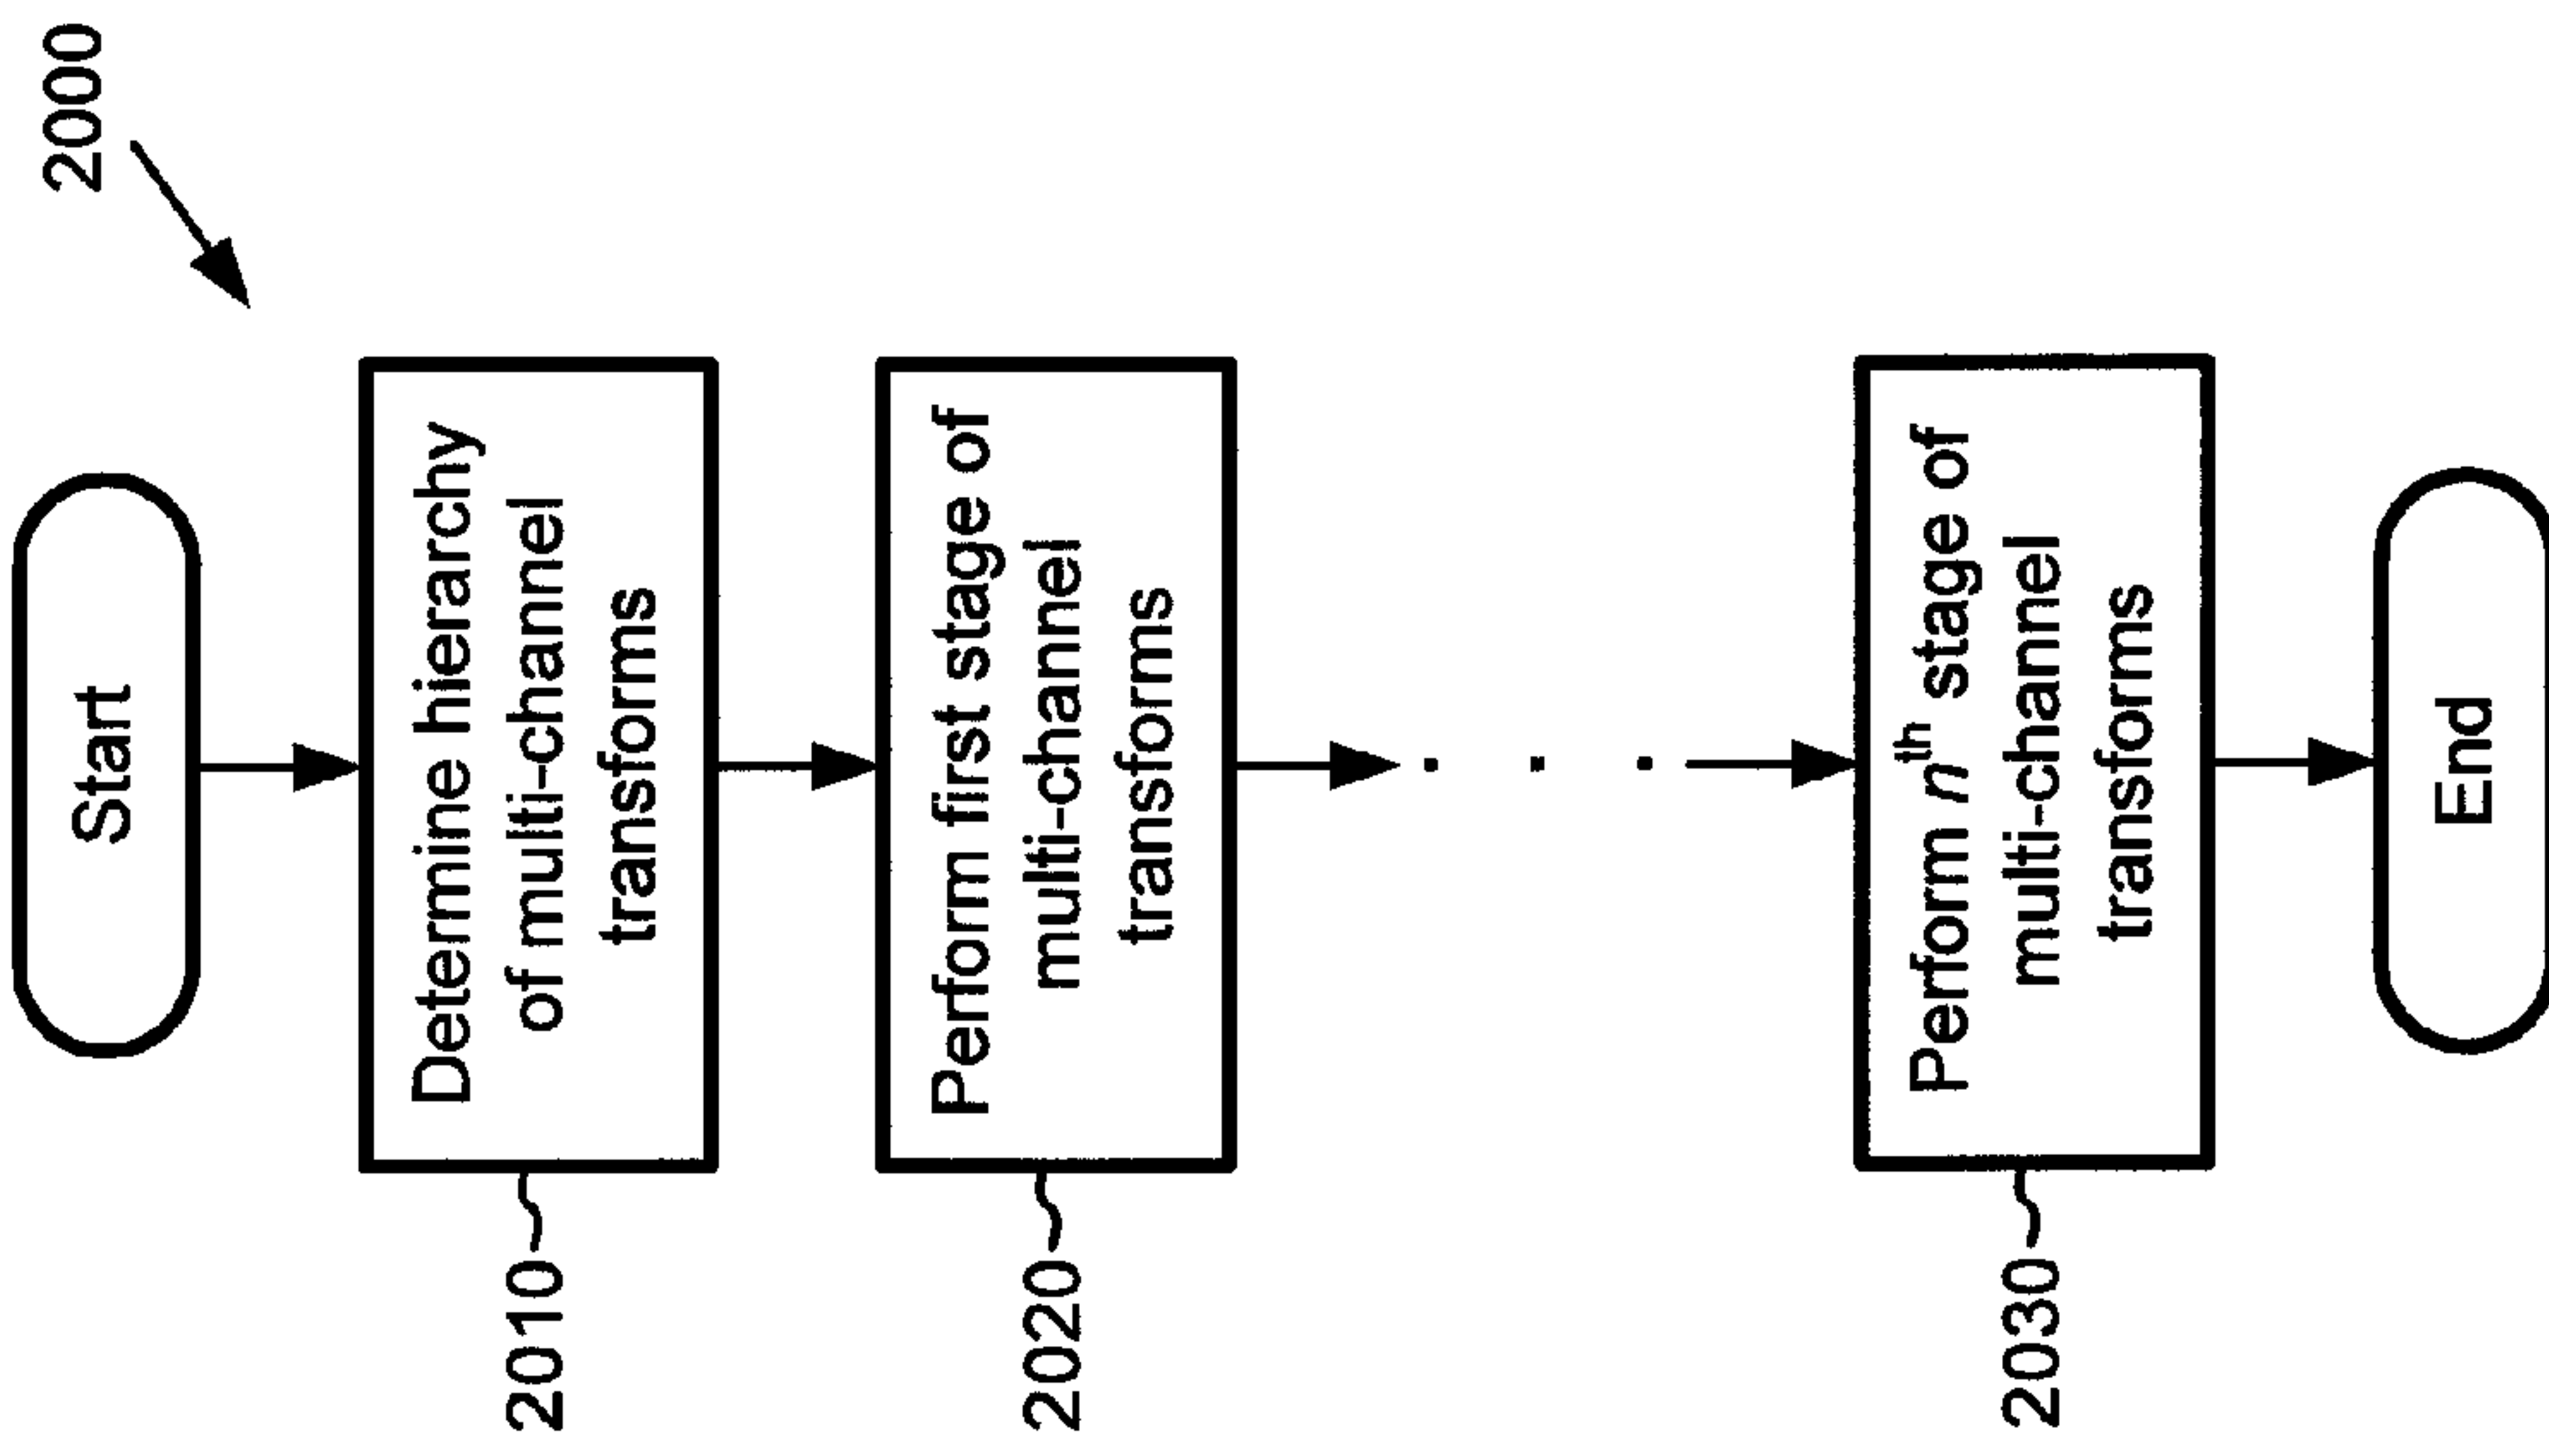 2000
Start
Determine hierarchy
of multi-channel
transforms
2010
Perform first stage of
multi-channel
transforms
2020
. . .
Perform nth stage of
multi-channel
transforms
2030
End